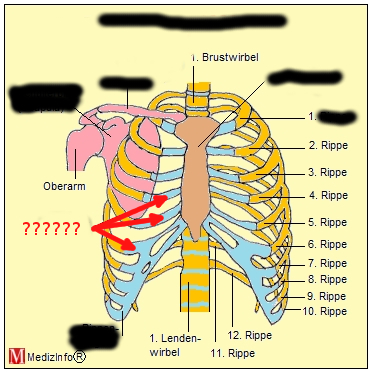 1. Brustwirbel
1.
2. Rippe
3. Rippe
4. Rippe
5. Rippe
6. Rippe
7. Rippe
8. Rippe
9. Rippe
10. Rippe
Oberarm
??????
1. Lenden-
wirbel
12. Rippe
11. Rippe
M MedizInfo®